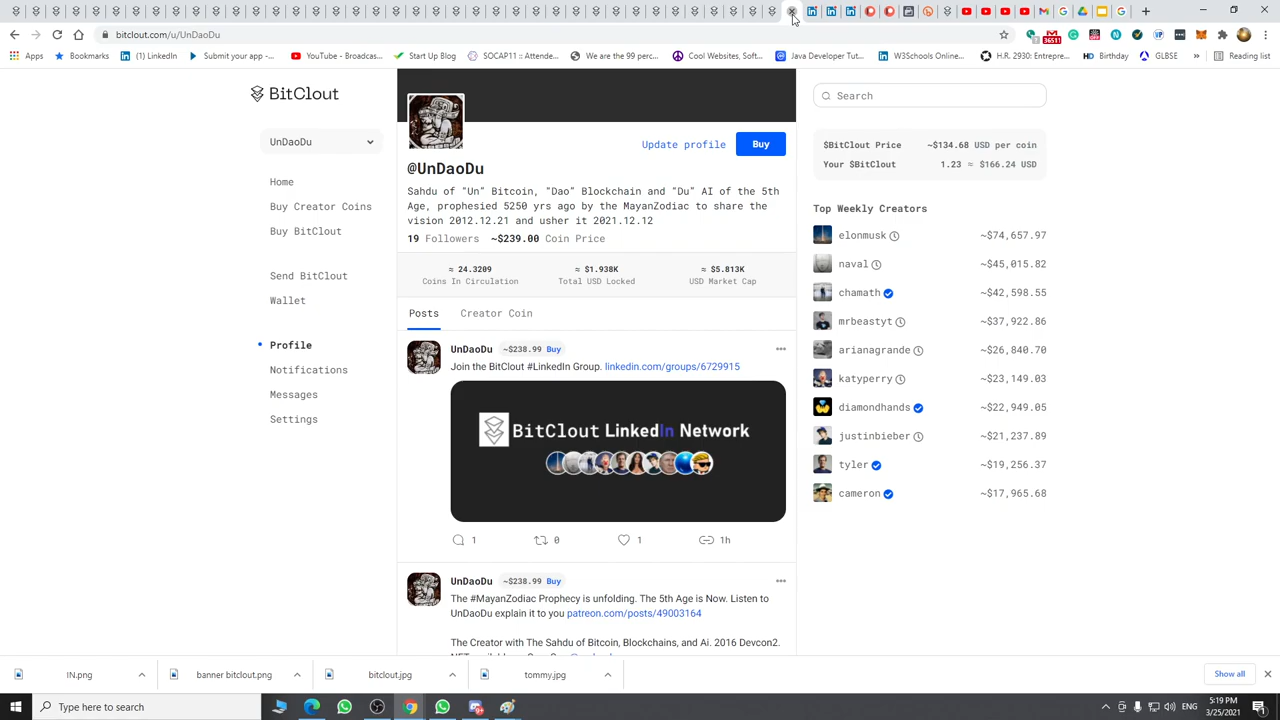 bitclout.com/u/UnDaoDu
36511
Apps
Bookmarks
(1) LinkedIn
Submit your app -...
YouTube - Brepredcas...
Start Up Blog
SOCAP11 :: Attende...
We are the 99 perc...
Cool Websites, Soft...
Java Developer Tut...
W3Schools Online...
H.R. 2930: Entrepre...
HD Birthday
GLBSE
»
Reading list
BitClout
UnDaoDu
Home
Buy Creator Coins
Buy BitClout
Send BitClout
Wallet
Profile
Notifications
Messages
Settings
Update profile
Buy
@UnDaoDu
Sahdu of "Un" Bitcoin, "Dao" Blockchain and "Du" AI of the 5th
Age, prophesied 5250 yrs ago by the MayanZodiac to share the
vision 2012.12.21 and usher it 2021.12.12
19 Followers ~$239.00 Coin Price
≈ 24.3209
Coins In Circulation
≈ $1.938K
Total USD Locked
≈ $5.813K
USD Market Cap
Posts
Creator Coin
UnDaoDu ~$238.99 Buy
Join the BitClout #LinkedIn Group. linkedin.com/groups/6729915
BitClout LinkedIn Network
1
0
1
1h
UnDaoDu ~$238.99 Buy
The #MayanZodiac Prophecy is unfolding. The 5th Age is Now. Listen to
UnDaoDu explain it to you patreon.com/posts/49003164
The Creator with The Sahdu of Bitcoin, Blockchains, and Ai. 2016 Devcon2.
Search
$BitClout Price ~$134.68 USD per coin
Your $BitClout 1.23 ≈ $166.24 USD
Top Weekly Creators
elonmusk ~$74,657.97
naval ~$45,015.82
chamath ~$42,598.55
mrbeastyt ~$37,922.86
arianagrande ~$26,840.70
katyperry ~$23,149.03
diamondhands ~$22,949.05
justinbieber ~$21,237.89
tyler ~$19,256.37
cameron ~$17,965.68
IN.png
banner bitclout.png
bitclout.jpg
tommy.jpg
Show all
Type here to search
ENG
5:19 PM
3/25/2021